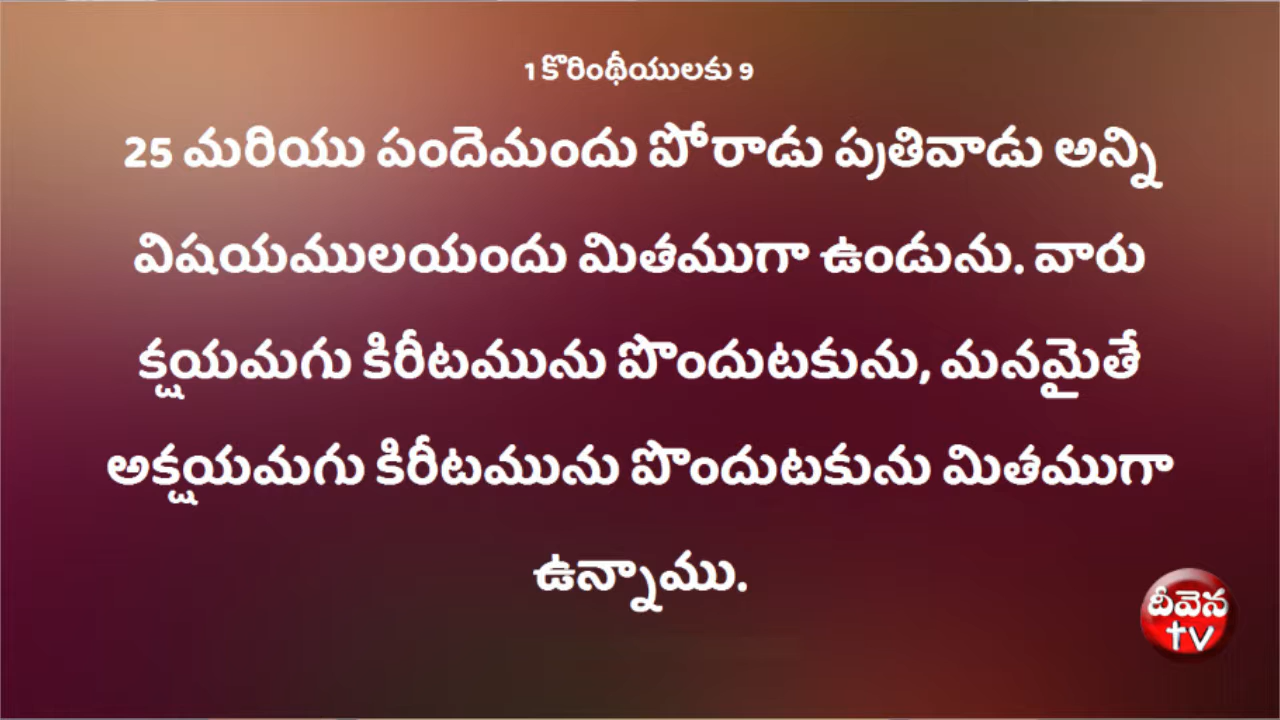 1 కొరింథీయులకు 9
25 మరియు పందెమందు పోరాడు ప్రతివాడు అన్ని
విషయములయందు మితముగా ఉండును. వారు
క్షయమగు కిరీటమును పొందుటకును, మనమైతే
అక్షయమగు కిరీటమును పొందుటకును మితముగా
ఉన్నాము.
దీవెన
tv